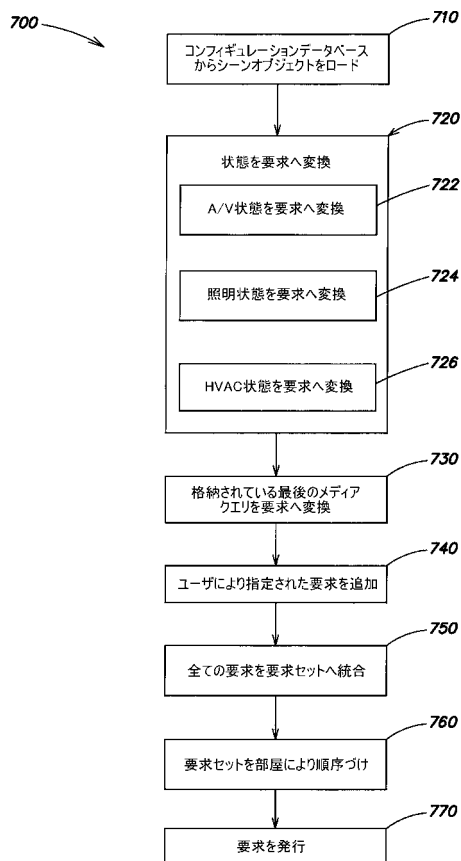 700
710
コンフィギュレーションデータベース
からシーンオブジェクトをロード
720
状態を要求へ変換
722
A/V状態を要求へ変換
724
照明状態を要求へ変換
726
HVAC状態を要求へ変換
730
格納されている最後のメディア
クエリを要求へ変換
740
ユーザにより指定された要求を追加
750
全ての要求を要求セットへ統合
760
要求セットを部屋により順序づけ
770
要求を発行